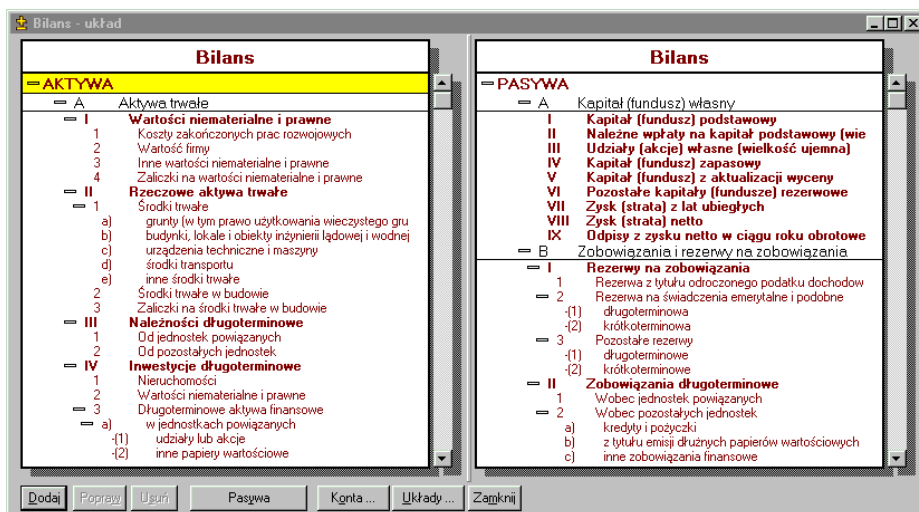 Bilans - układ
Bilans
AKTYWA
A Aktywa trwałe
I Wartości niematerialne i prawne
1 Koszty zakończonych prac rozwojowych
2 Wartość firmy
3 Inne wartości niematerialne i prawne
4 Zaliczki na wartości niematerialne i prawne
II Rzeczowe aktywa trwałe
1 Środki trwałe
a) grunty (w tym prawo użytkowania wieczystego gru
b) budynki, lokale i obiekty inżynierii lądowej i wodnej
c) urządzenia techniczne i maszyny
d) środki transportu
e) inne środki trwałe
2 Środki trwałe w budowie
3 Zaliczki na środki trwałe w budowie
III Należności długoterminowe
1 Od jednostek powiązanych
2 Od pozostałych jednostek
IV Inwestycje długoterminowe
1 Nieruchomości
2 Wartości niematerialne i prawne
3 Długoterminowe aktywa finansowe
a) w jednostkach powiązanych
-(1) udziały lub akcje
-(2) inne papiery wartościowe
Bilans
PASYWA
A Kapitał (fundusz) własny
I Kapitał (fundusz) podstawowy
II Należne wpłaty na kapitał podstawowy (wie
III Udziały (akcje) własne (wielkość ujemna)
IV Kapitał (fundusz) zapasowy
V Kapitał (fundusz) z aktualizacji wyceny
VI Pozostałe kapitały (fundusze) rezerwowe
VII Zysk (strata) z lat ubiegłych
VIII Zysk (strata) netto
IX Odpisy z zysku netto w ciągu roku obrotowe
B Zobowiązania i rezerwy na zobowiązania
I Rezerwy na zobowiązania
1 Rezerwa z tytułu odroczonego podatku dochodow
2 Rezerwa na świadczenia emerytalne i podobne
-(1) długoterminowa
-(2) krótkoterminowa
3 Pozostałe rezerwy
-(1) długoterminowe
-(2) krótkoterminowe
II Zobowiązania długoterminowe
1 Wobec jednostek powiązanych
2 Wobec pozostałych jednostek
a) kredyty i pożyczki
b) z tytułu emisji dłużnych papierów wartościowych
c) inne zobowiązania finansowe
Dodaj Popraw Usuń Pasywa Konta ... Układy ... Zamknij